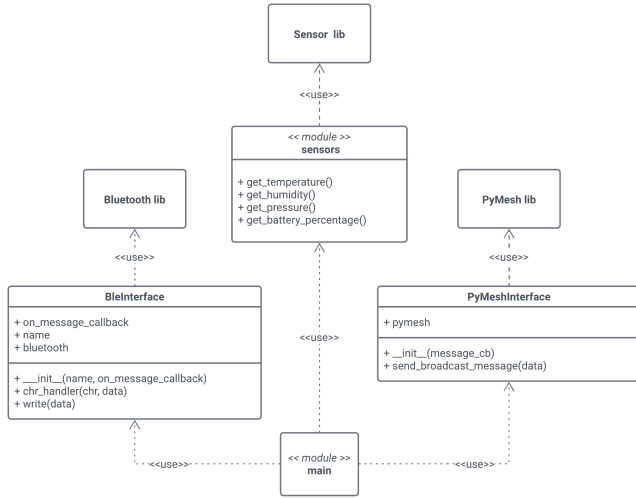 Sensor lib
<<use>>
<< module >>
sensors
+ get_temperature()
+ get_humidity()
+ get_pressure()
+ get_battery_percentage()
Bluetooth lib
PyMesh lib
<<use>>
<<use>>
BleInterface
+ on_message_callback
+ name
+ bluetooth
+ ___init__(name, on_message_callback)
+ chr_handler(chr, data)
+ write(data)
<<use>>
PyMeshInterface
+ pymesh
+ __init__(message_cb)
+ send_broadcast_message(data)
<<use>>
<< module >>
main
<<use>>